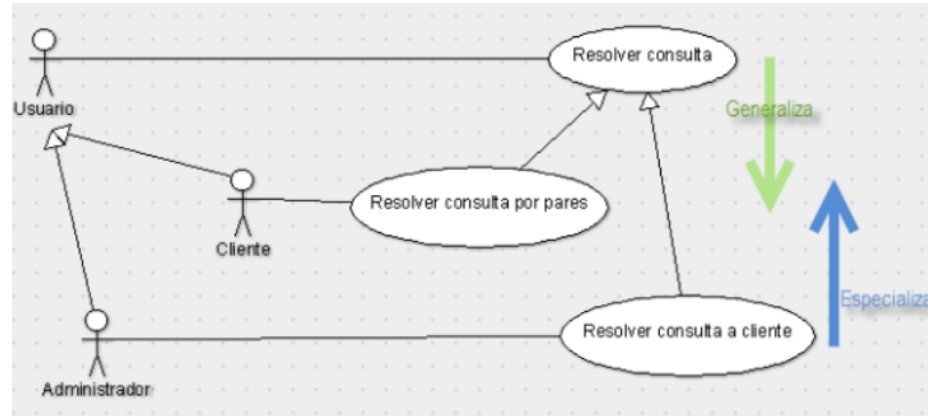 Resolver consulta
Usuario
Generaliza
Resolver consulta por pares
Cliente
Especializa
Resolver consulta a cliente
Administrador